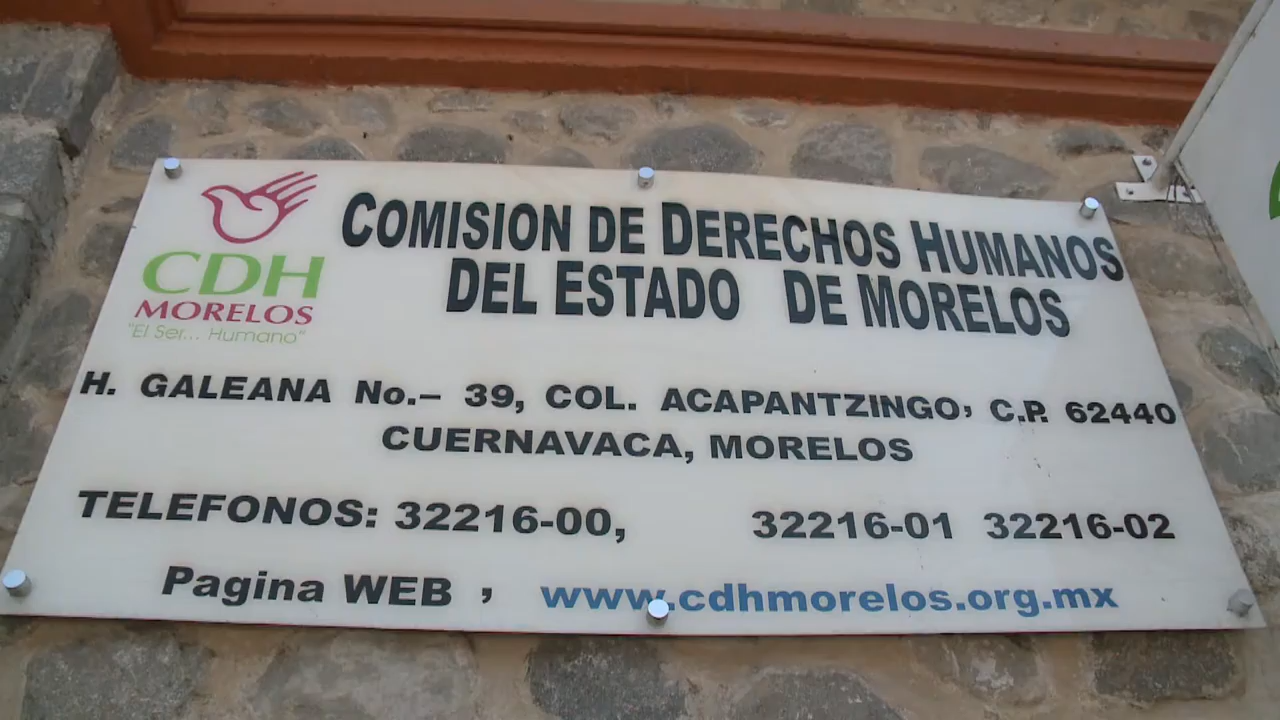 CDH
MORELOS
"El Ser... Humano"
COMISION DE DERECHOS HUMANOS
DEL ESTADO DE MORELOS
H. GALEANA No.– 39, COL. ACAPANTZINGO, C.P. 62440
CUERNAVACA, MORELOS
TELEFONOS: 32216-00, 32216-01 32216-02
Pagina WEB , www.cdhmorelos.org.mx